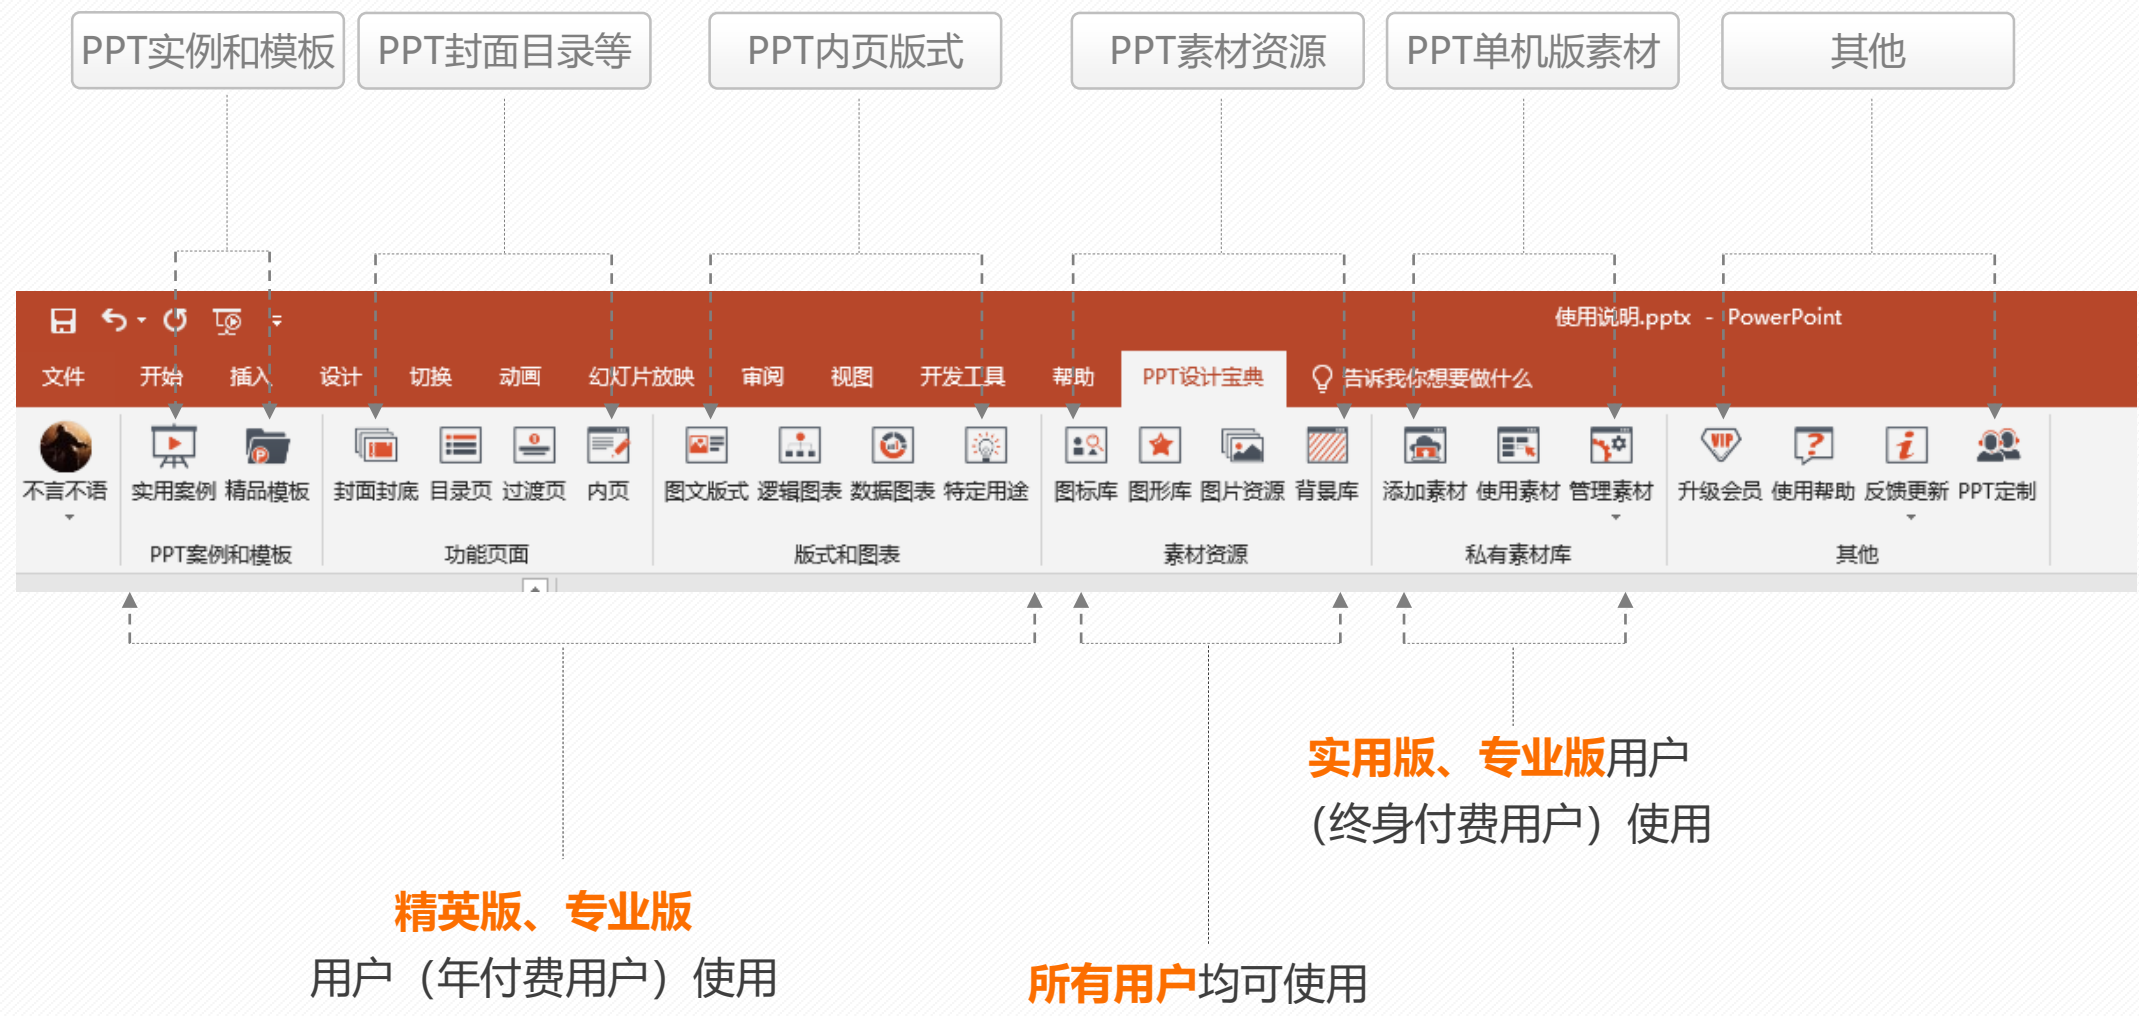 PPT实例和模板
PPT封面目录等
PPT内页版式
PPT素材资源
PPT单机版素材
其他
使用说明.pptx - PowerPoint
文件 开始 插入 设计 切换 动画 幻灯片放映 审阅 视图 开发工具 帮助 PPT设计宝典 告诉我你想要做什么
不言不语 实用案例 精品模板 封面封底 目录页 过渡页 内页 图文版式 逻辑图表 数据图表 特定用途 图标库 图形库 图片资源 背景库 添加素材 使用素材 管理素材 升级会员 使用帮助 反馈更新 PPT定制
PPT案例和模板 功能页面 版式和图表 素材资源 私有素材库 其他
实用版、专业版用户
（终身付费用户）使用
精英版、专业版
用户（年付费用户）使用
所有用户均可使用